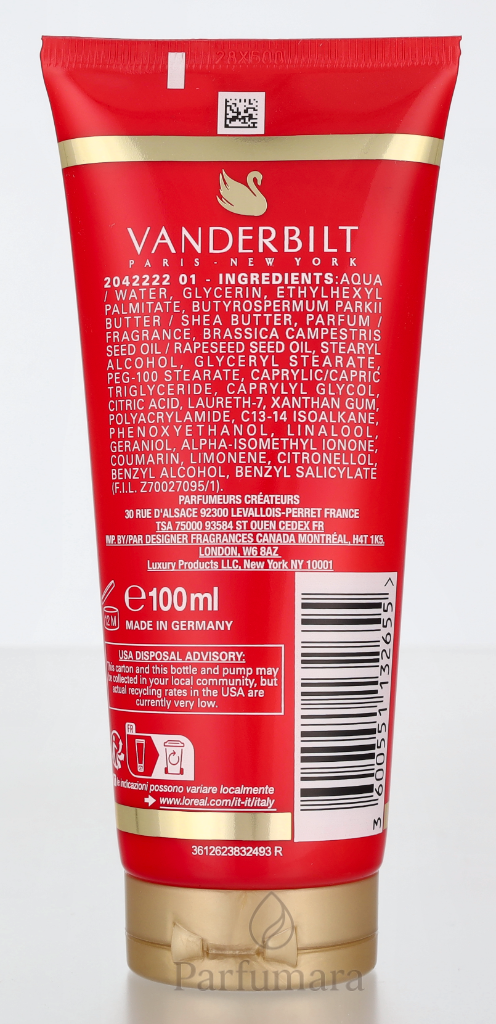 28X500
VANDERBILT
PARIS - NEW YORK
2042222 01 - INGREDIENTS: AQUA
/ WATER, GLYCERIN, ETHYLHEXYL
PALMITATE, BUTYROSPERMUM PARKII
BUTTER / SHEA BUTTER, PARFUM /
FRAGRANCE, BRASSICA CAMPESTRIS
SEED OIL / RAPESEED SEED OIL, STEARYL
ALCOHOL, GLYCERYL STEARATE,
PEG-100 STEARATE, CAPRYLIC/CAPRIC
TRIGLYCERIDE, CAPRYLYL GLYCOL,
CITRIC ACID, LAURETH-7, XANTHAN GUM,
POLYACRYLAMIDE, C13-14 ISOALKANE,
PHENOXYETHANOL, LINALOOL,
GERANIOL, ALPHA-ISOMETHYL IONONE,
COUMARIN, LIMONENE, CITRONELLOL,
BENZYL ALCOHOL, BENZYL SALICYLATE
(F.I.L. Z70027095/1).
PARFUMEURS CRÉATEURS
30 RUE D'ALSACE 92300 LEVALLOIS-PERRET FRANCE
TSA 75000 93584 ST OUEN CEDEX FR
IMP. BY/PAR DESIGNER FRAGRANCES CANADA MONTRÉAL, H4T 1K5.
LONDON, W6 8AZ
Luxury Products LLC, New York NY 10001
12 M
e100ml
MADE IN GERMANY
USA DISPOSAL ADVISORY:
This carton and this bottle and pump may
be collected in your local community, but
actual recycling rates in the USA are
currently very low.
FR
le indicazioni possono variare localmente
www.loreal.com/it-it/italy
3 600551 132655 >
3612623832493 R
Parfumara